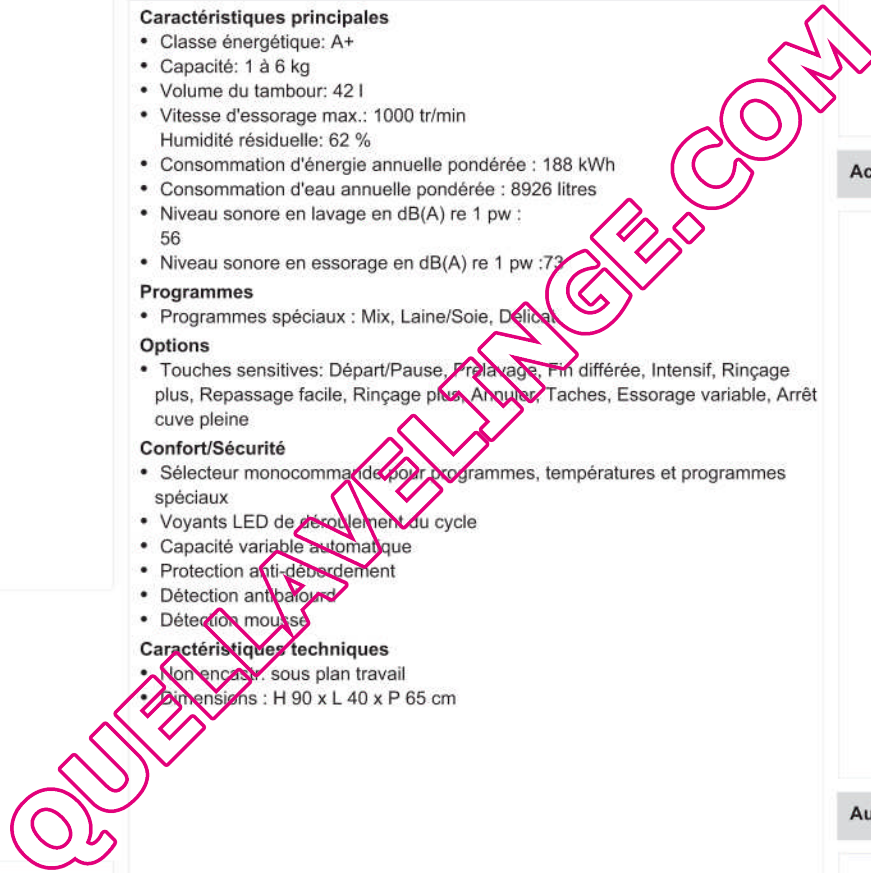 Caractéristiques principales
• Classe énergétique: A+
• Capacité: 1 à 6 kg
• Volume du tambour: 42 l
• Vitesse d'essorage max.: 1000 tr/min
Humidité résiduelle: 62 %
• Consommation d'énergie annuelle pondérée : 188 kWh
• Consommation d'eau annuelle pondérée : 8926 litres
• Niveau sonore en lavage en dB(A) re 1 pw :
56
• Niveau sonore en essorage en dB(A) re 1 pw :73
Programmes
• Programmes spéciaux : Mix, Laine/Soie, Délicat
Options
• Touches sensitives: Départ/Pause, Prélavage, Fin différée, Intensif, Rinçage
plus, Repassage facile, Rinçage plus, Annuler, Taches, Essorage variable, Arrêt
cuve pleine
Confort/Sécurité
• Sélecteur monocommande pour programmes, températures et programmes
spéciaux
• Voyants LED de déroulement du cycle
• Capacité variable automatique
• Protection anti-débordement
• Détection antibalourd
• Détection mousse
Caractéristiques techniques
• Non encastr. sous plan travail
• Dimensions : H 90 x L 40 x P 65 cm
Ac
Au
QUELLAVELINGE.COM